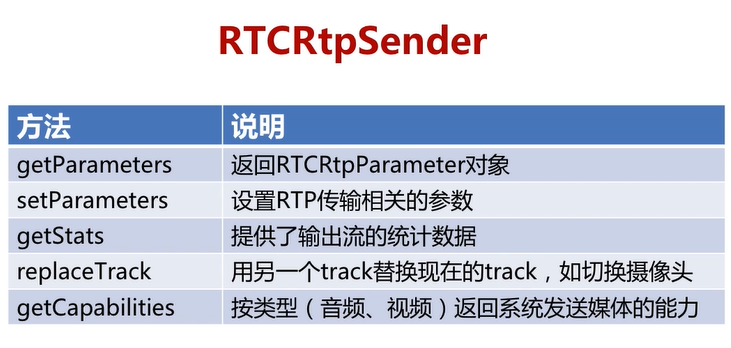 RTCRtpSender
方法 说明
getParameters 返回RTCRtpParameter对象
setParameters 设置RTP传输相关的参数
getStats 提供了输出流的统计数据
replaceTrack 用另一个track替换现在的track，如切换摄像头
getCapabilities 按类型（音频、视频）返回系统发送媒体的能力